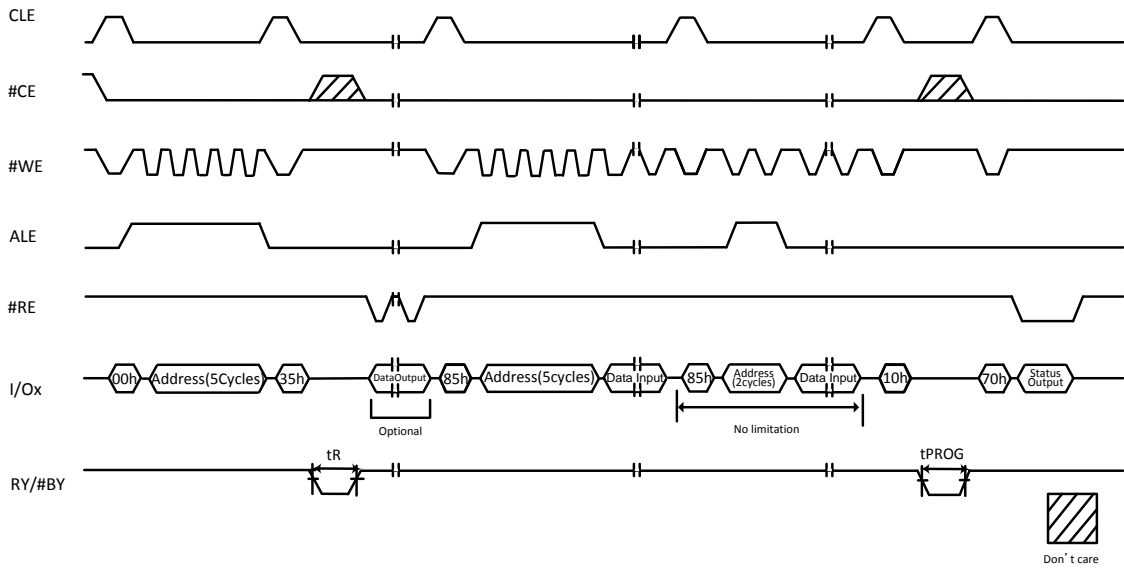 CLE
#CE
#WE
ALE
#RE
I/Ox
00h Address(5Cycles) 35h DataOutput 85h Address(5cycles) Data Input 85h Address (2cycles) Data Input 10h 70h Status Output
Optional
No limitation
tR
tPROG
RY/#BY
Don't care